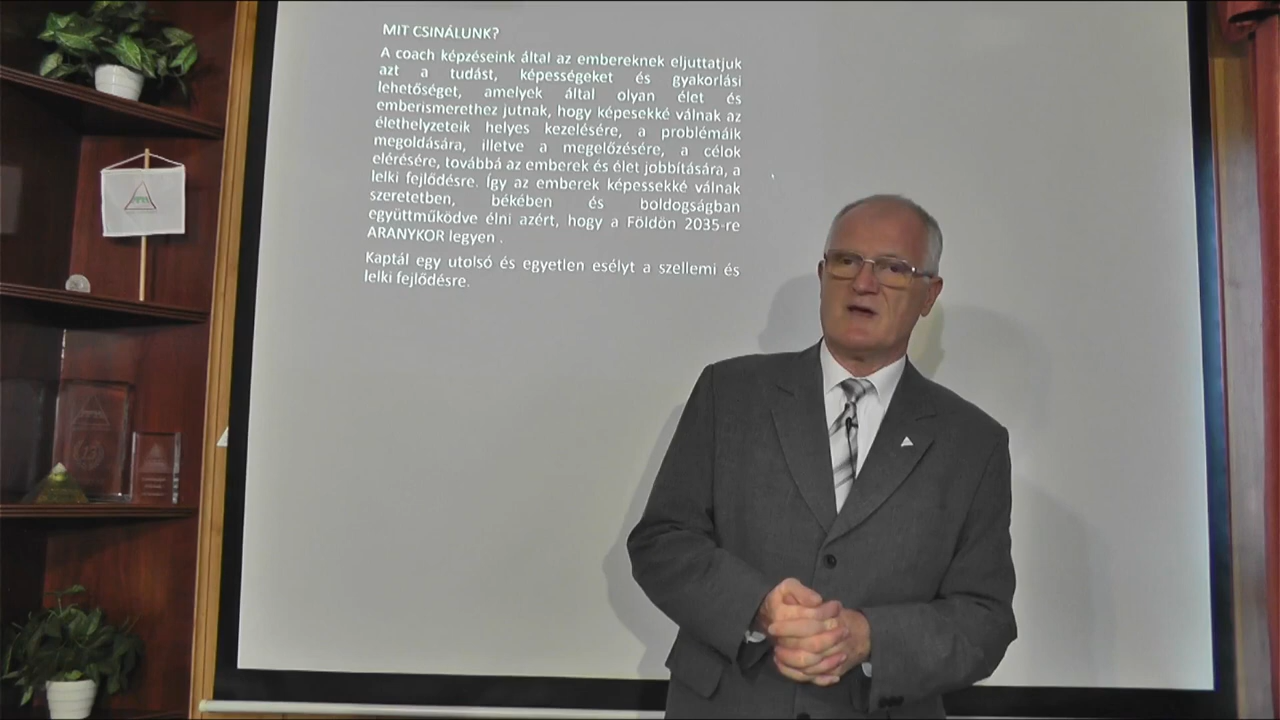 MIT CSINÁLUNK?
A coach képzéseink által az embereknek eljuttatjuk
azt a tudást, képességeket és gyakorlási
lehetőséget, amelyek által olyan élet és
emberismerethez jutnak, hogy képesekké válnak az
élethelyzeteik helyes kezelésére, a problémáik
megoldására, illetve a megelőzésére, a célok
elérésére, továbbá az emberek és élet jobbítására, a
lelki fejlődésre. Így az emberek képessekké válnak
szeretetben, békében és boldogságban
együttműködve élni azért, hogy a Földön 2035-re
ARANYKOR legyen .
Kaptál egy utolsó és egyetlen esélyt a szellemi és
lelki fejlődésre.
13